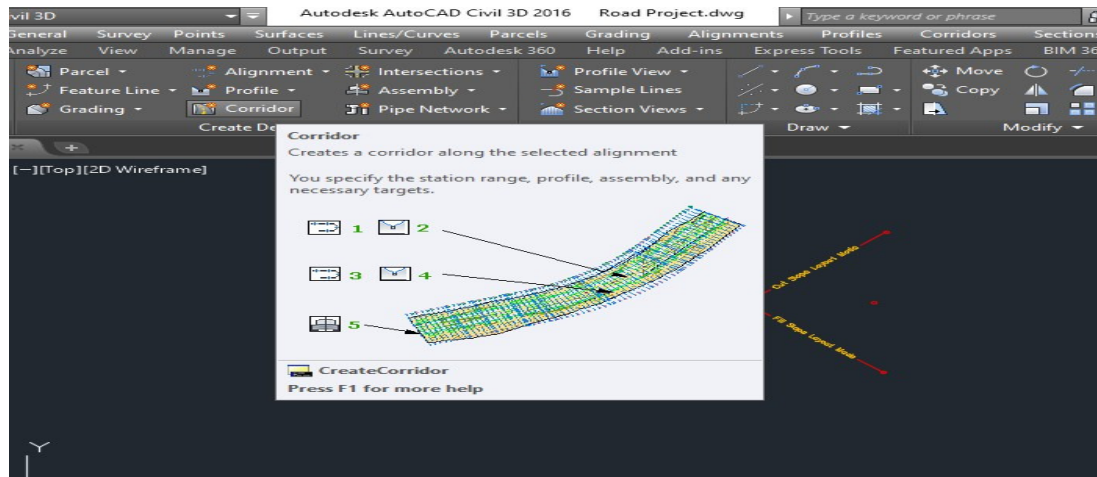 vil 3D Autodesk AutoCAD Civil 3D 2016 Road Project.dwg Type a keyword or phrase
General Survey Points Surfaces Lines/Curves Parcels Grading Alignments Profiles Corridors Sections
Analyze View Manage Output Survey Autodesk 360 Help Add-ins Express Tools Featured Apps BIM 36
Parcel Alignment Intersections Profile View Move
Feature Line Profile Assembly Sample Lines Copy
Grading Corridor Pipe Network Section Views
Create De Draw Modify
Corridor
Creates a corridor along the selected alignment
[−][Top][2D Wireframe]
You specify the station range, profile, assembly, and any
necessary targets.
1 2
3 4
5
Cut Slope Layout Mode
Fill Slope Layout Mode
CreateCorridor
Press F1 for more help
Y